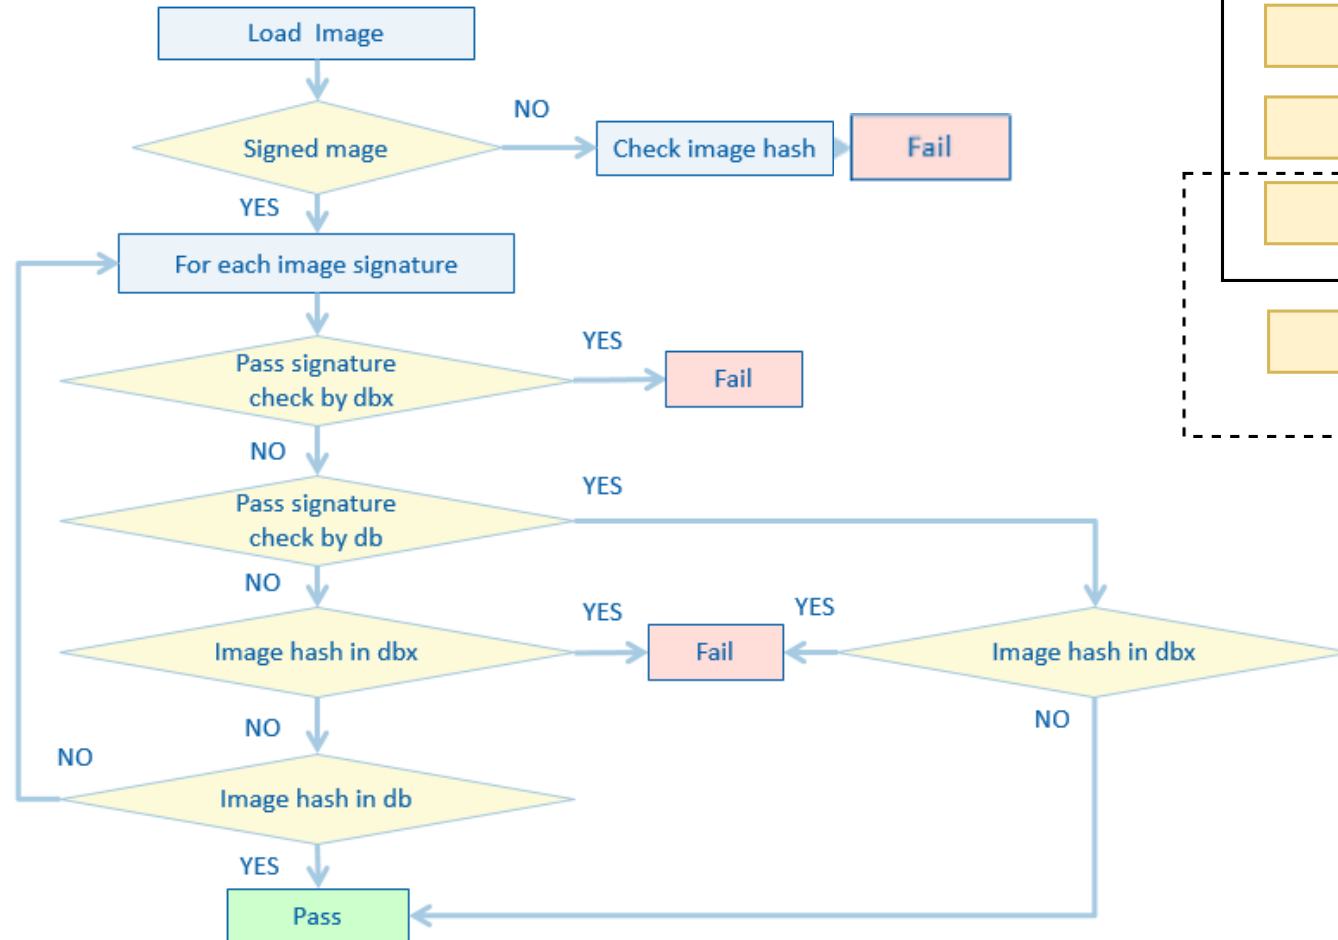 Load  Image
NO
Signed mage
Check image hash
Fail
YES
For each image signature
YES
Pass signature
check by dbx
Fail
NO
YES
Pass signature
check by db
NO
YES
YES
Image hash in dbx
Fail
Image hash in dbx
NO
NO
NO
Image hash in db
YES
Pass